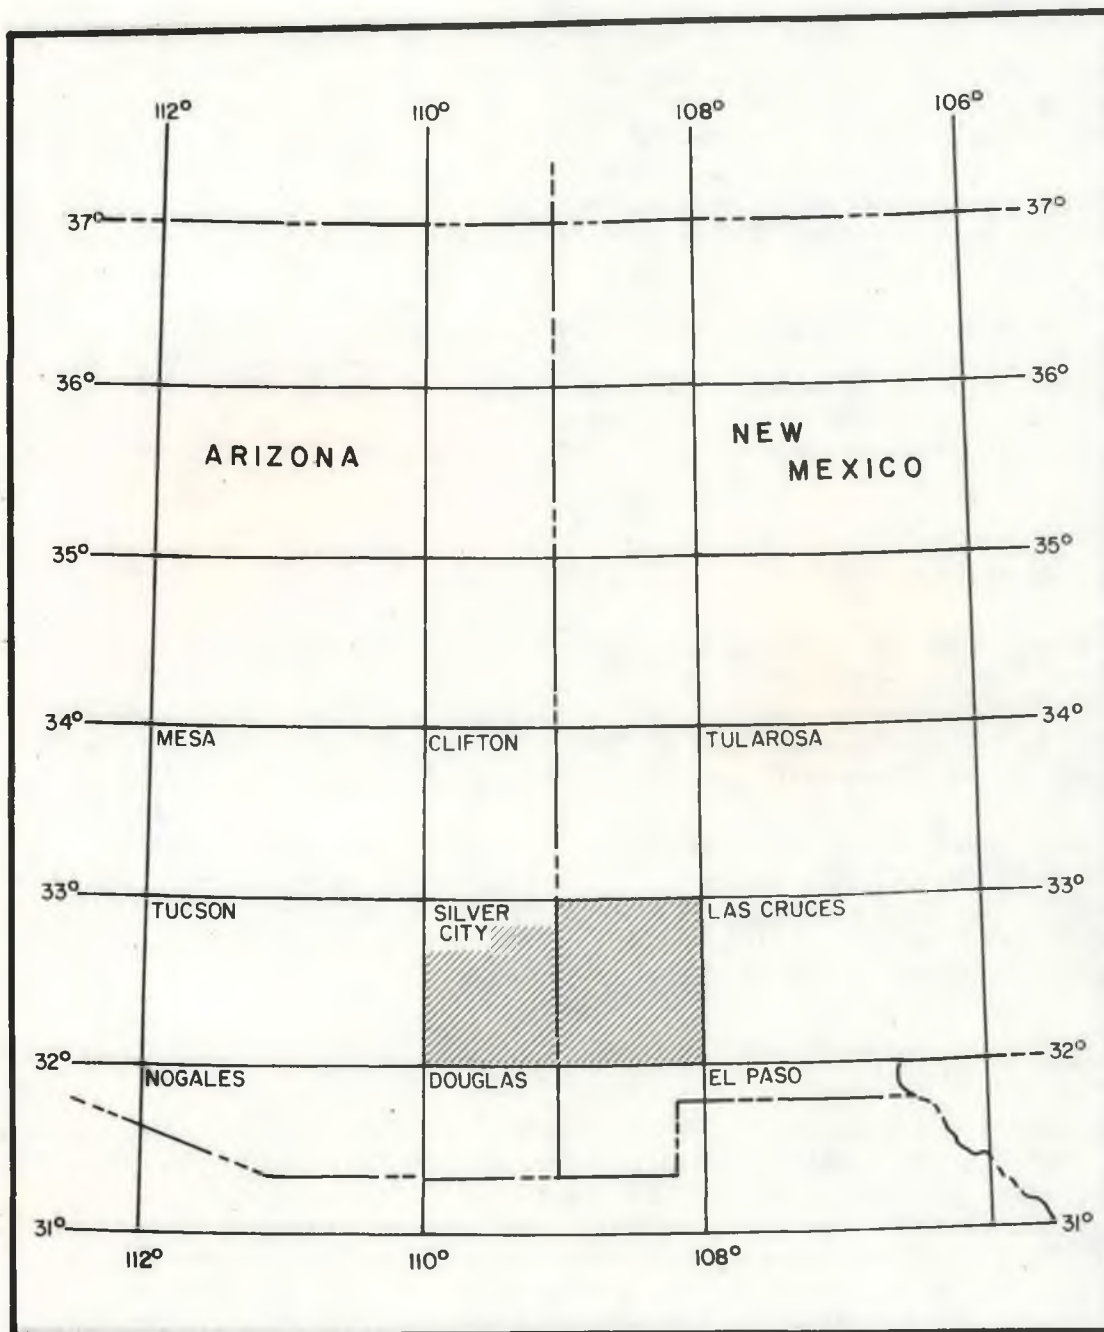 112° 110° 108° 106°
37° 37°
36° 36°
ARIZONA
NEW
MEXICO
35° 35°
34° 34°
MESA CLIFTON TULAROSA
33° 33°
TUCSON SILVER
CITY LAS CRUCES
32° 32°
NOGALES DOUGLAS EL PASO
31° 31°
112° 110° 108°